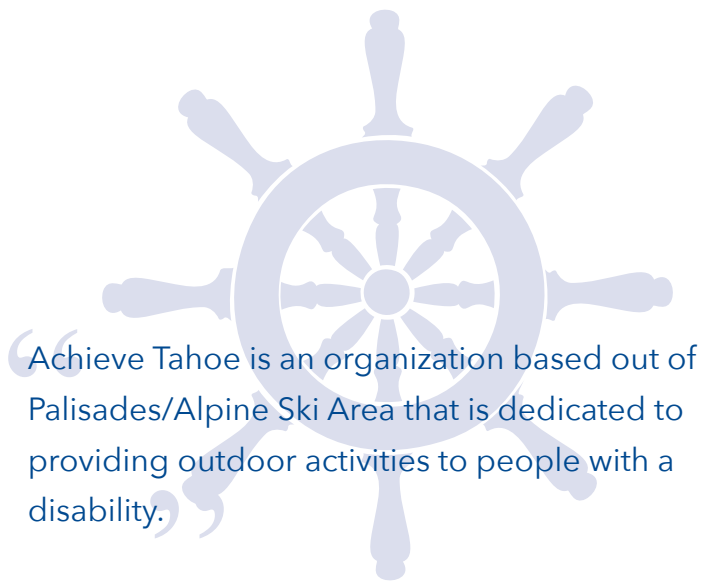 “Achieve Tahoe is an organization based out of
Palisades/Alpine Ski Area that is dedicated to
providing outdoor activities to people with a
disability.”